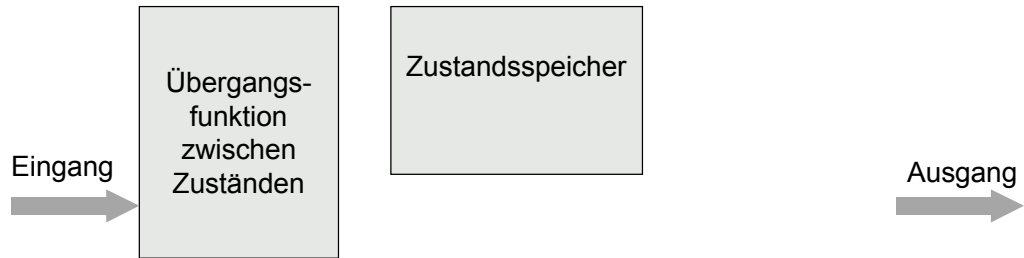 Eingang
Übergangs-
funktion
zwischen
Zuständen
Zustandsspeicher
Ausgang